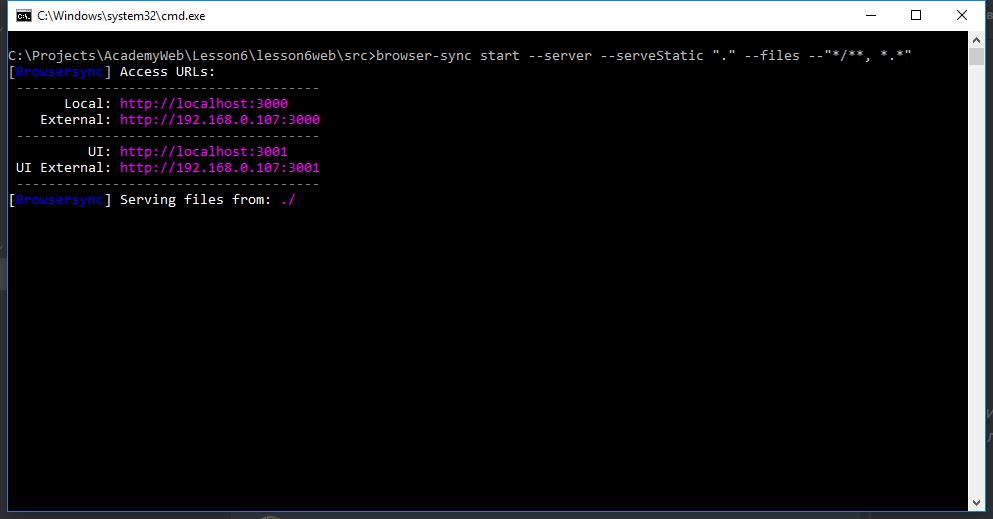 C:\Windows\system32\cmd.exe
C:\Projects\AcademyWeb\Lesson6\lesson6web\src>browser-sync start --server --serveStatic "." --files --"*/**, *.*"
[Browsersync] Access URLs:
--------------------------------------
Local: http://localhost:3000
External: http://192.168.0.107:3000
--------------------------------------
UI: http://localhost:3001
UI External: http://192.168.0.107:3001
--------------------------------------
[Browsersync] Serving files from: ./